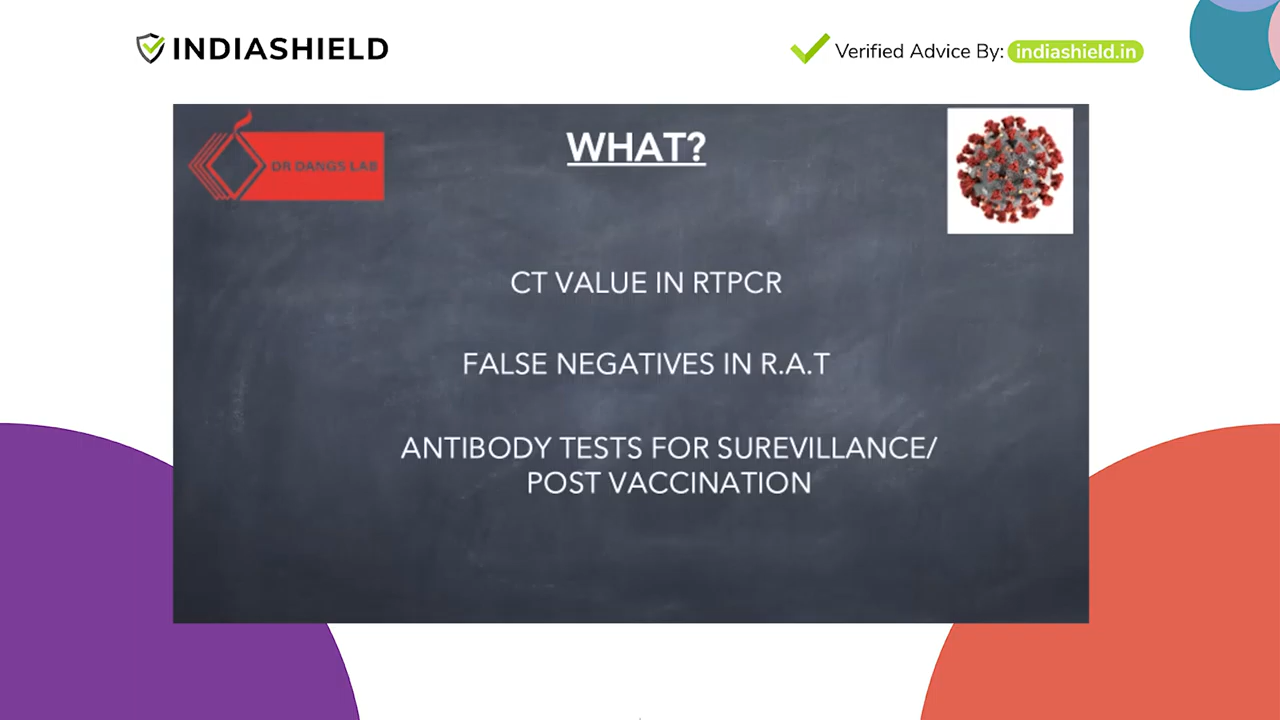 INDIASHIELD
Verified Advice By: indiashield.in
DR DANGS LAB
WHAT?
CT VALUE IN RTPCR
FALSE NEGATIVES IN R.A.T
ANTIBODY TESTS FOR SUREVILLANCE/
POST VACCINATION